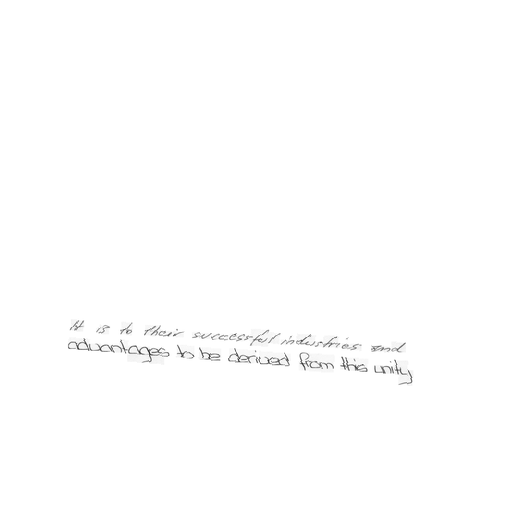 It is to their successful industries and
advantages to be derived from this unity